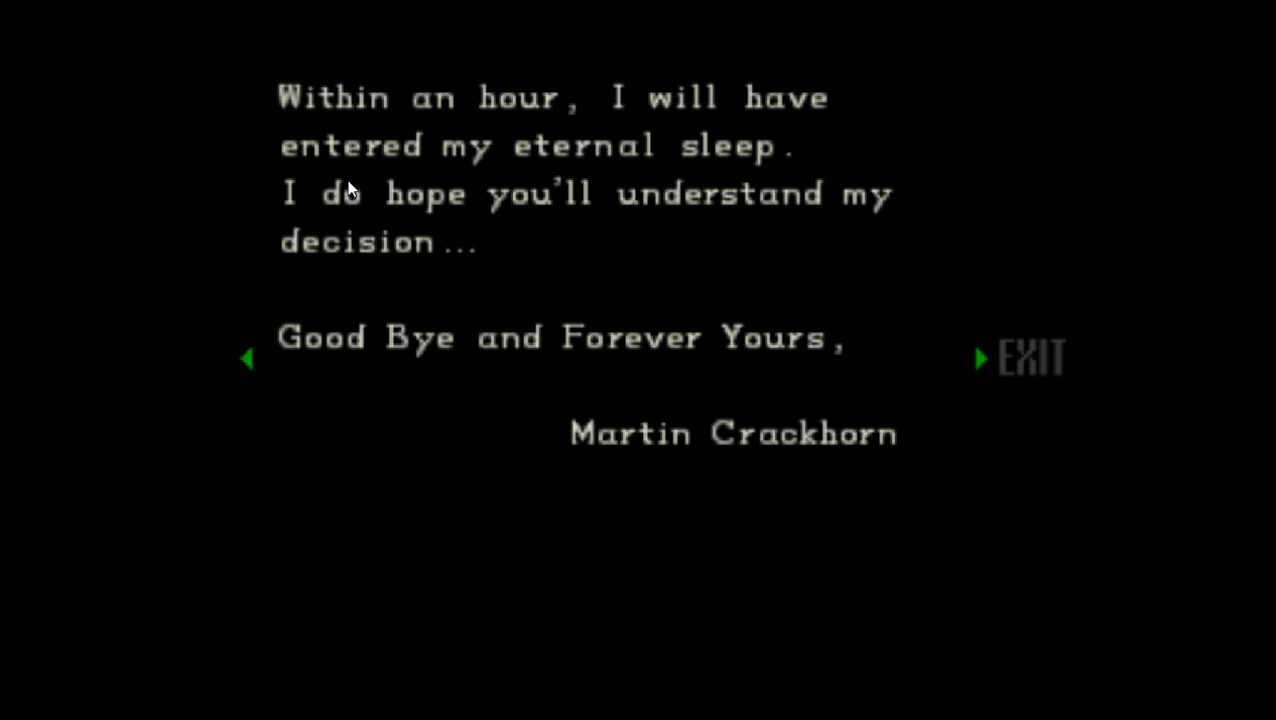 Within an hour, I will have
entered my eternal sleep.
I do hope you'll understand my
decision...
Good Bye and Forever Yours,
EXIT
Martin Crackhorn